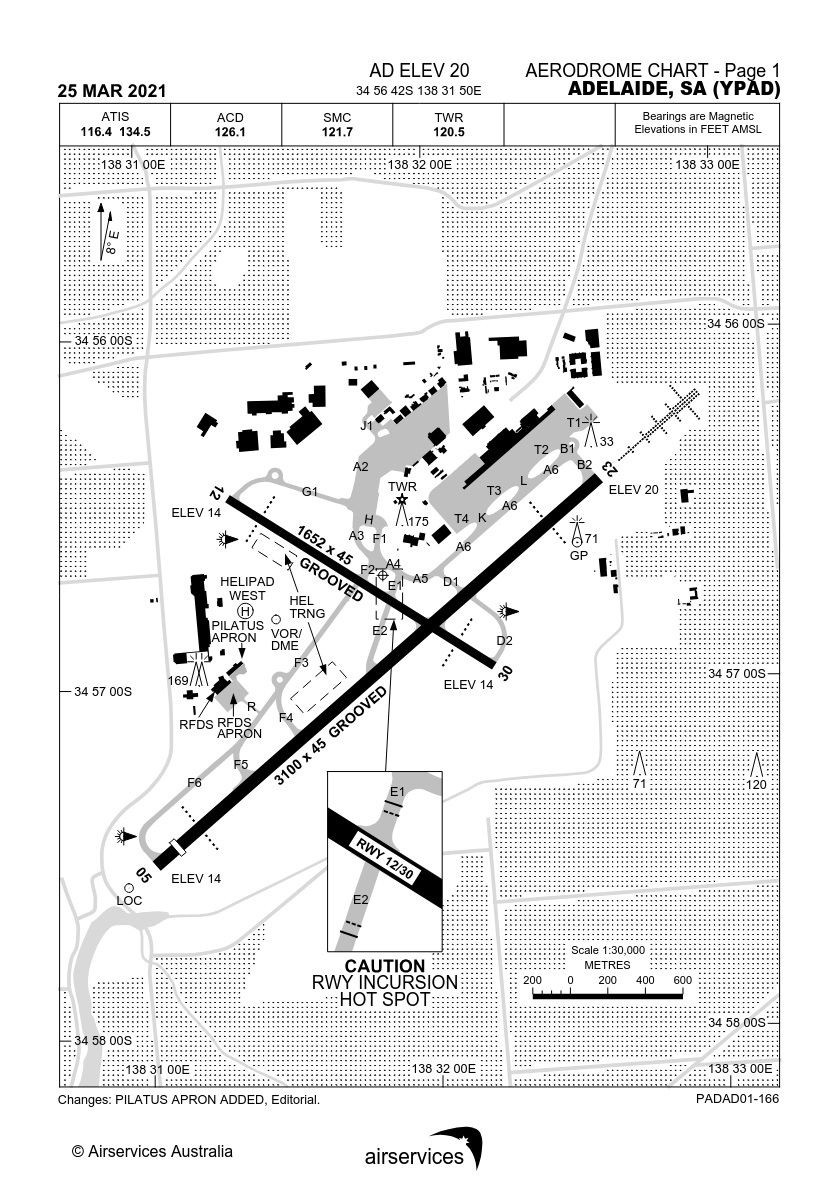 AD ELEV 20
AERODROME CHART - Page 1
25 MAR 2021
34 56 42S 138 31 50E
ADELAIDE, SA (YPAD)
ATIS
116.4 134.5
ACD
126.1
SMC
121.7
TWR
120.5
Bearings are Magnetic
Elevations in FEET AMSL
138 31 00E
138 32 00E
138 33 00E
8° E
34 56 00S
34 56 00S
J1
T1
33
A2
T2
B1
B2
A6
23
TWR
L
ELEV 20
12
G1
T3
A6
ELEV 14
H
175
T4
K
1652 x 45
GROOVED
A3
F1
A6
71
GP
F2
A4
E1
A5
D1
HELIPAD
WEST
H
HEL
TRNG
PILATUS
APRON
VOR/
DME
E2
D2
F3
169
30
ELEV 14
34 57 00S
34 57 00S
R
F4
RFDS
RFDS
APRON
3100 x 45 GROOVED
F5
F6
71
120
E1
RWY 12/30
E2
05
ELEV 14
LOC
CAUTION
RWY INCURSION
HOT SPOT
Scale 1:30,000
METRES
200 0 200 400 600
34 58 00S
34 58 00S
138 31 00E
138 32 00E
138 33 00E
Changes: PILATUS APRON ADDED, Editorial.
PADAD01-166
© Airservices Australia
airservices